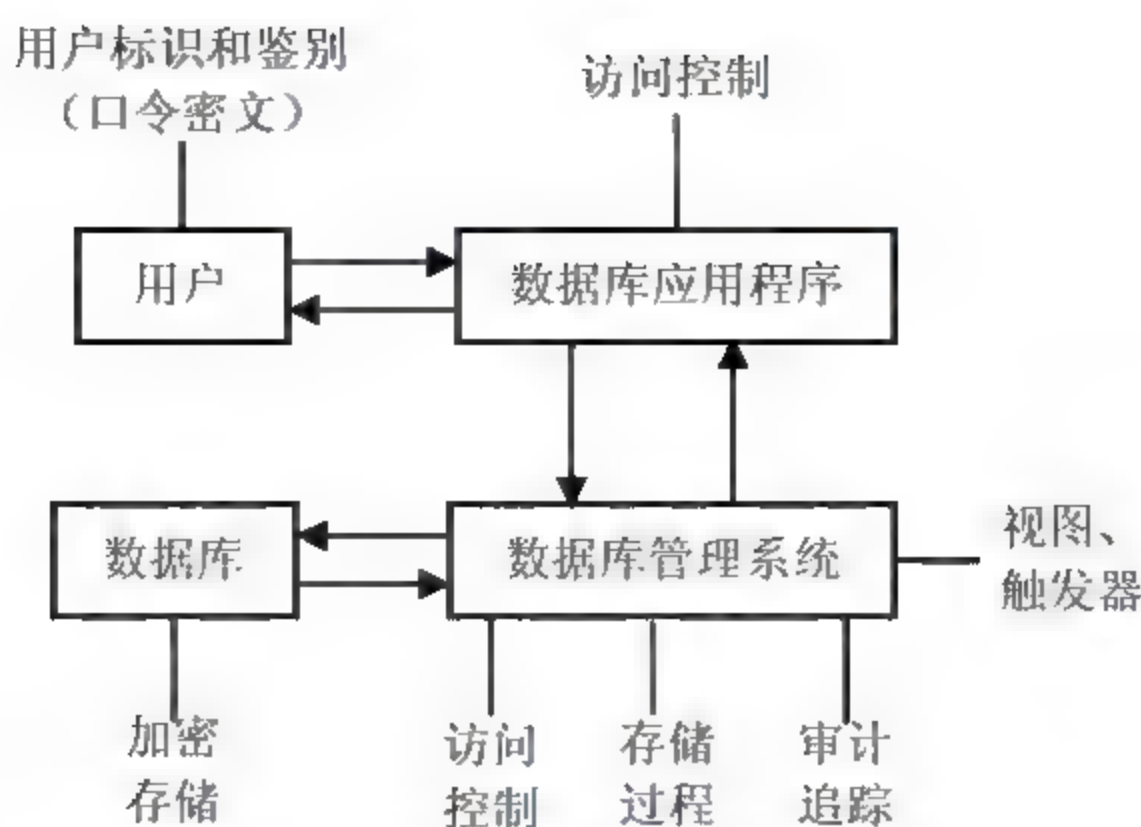 用户标识和鉴别
（口令密文）
访问控制
用户
数据库应用程序
数据库
数据库管理系统
视图、
触发器
加密
存储
访问
控制
存储
过程
审计
追踪